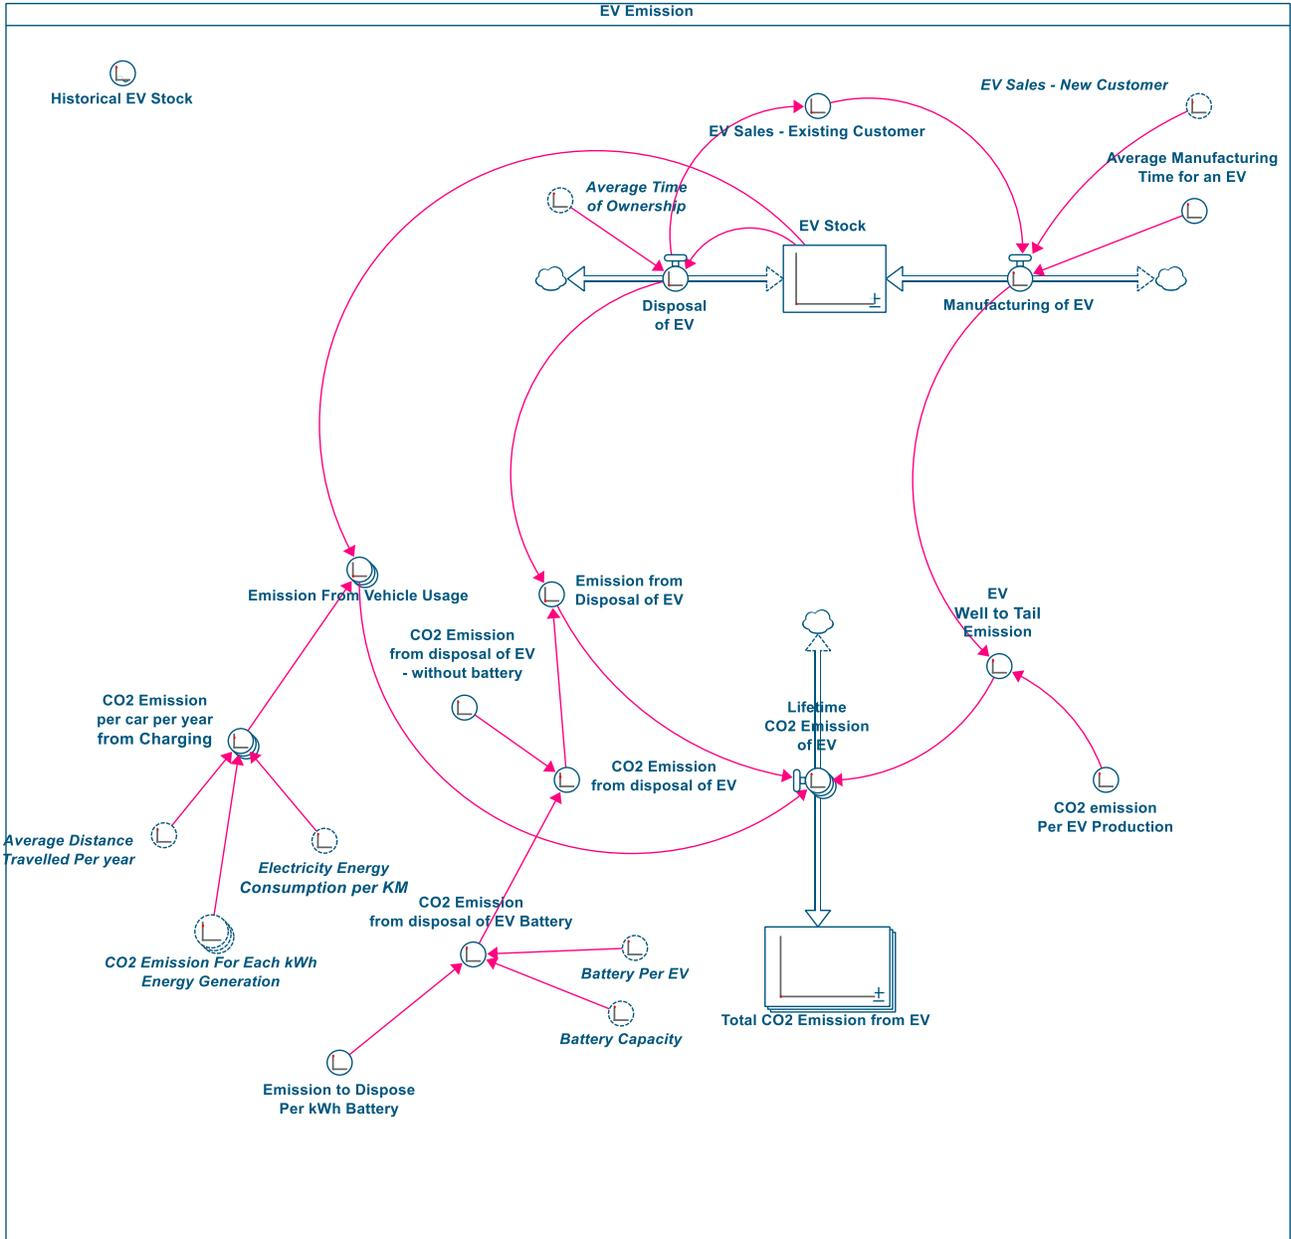 EV Emission
Historical EV Stock
EV Sales - New Customer
EV Sales - Existing Customer
Average Manufacturing
Time for an EV
Average Time
of Ownership
EV Stock
Disposal
of EV
Manufacturing of EV
Emission From Vehicle Usage
Emission from
Disposal of EV
EV
Well to Tail
Emission
CO2 Emission
from disposal of EV
- without battery
CO2 Emission
per car per year
from Charging
Lifetime
CO2 Emission
of EV
CO2 Emission
from disposal of EV
CO2 emission
Per EV Production
Average Distance
Travelled Per year
Electricity Energy
Consumption per KM
CO2 Emission
from disposal of EV Battery
CO2 Emission For Each kWh
Energy Generation
Battery Per EV
Battery Capacity
Total CO2 Emission from EV
Emission to Dispose
Per kWh Battery